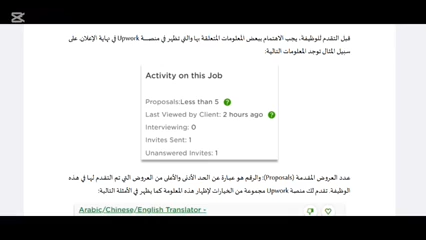 قبل التقدم للوظيفة، يجب الاهتمام ببعض المعلومات المتعلقة بها والتي تظهر في منصة Upwork في نهاية الإعلان. على
سبيل المثال توجد المعلومات التالية:
Activity on this Job
Proposals:Less than 5
Last Viewed by Client: 2 hours ago
Interviewing: 0
Invites Sent: 1
Unanswered Invites: 1
عدد العروض المقدمة (Proposals): والرقم هو عبارة عن الحد الأدنى والأعلى من العروض التي تم التقدم لها في هذه
الوظيفة. تقدم لك منصة Upwork مجموعة من الخيارات لإظهار هذه المعلومة كما يظهر في الأمثلة التالية:
Arabic/Chinese/English Translator -